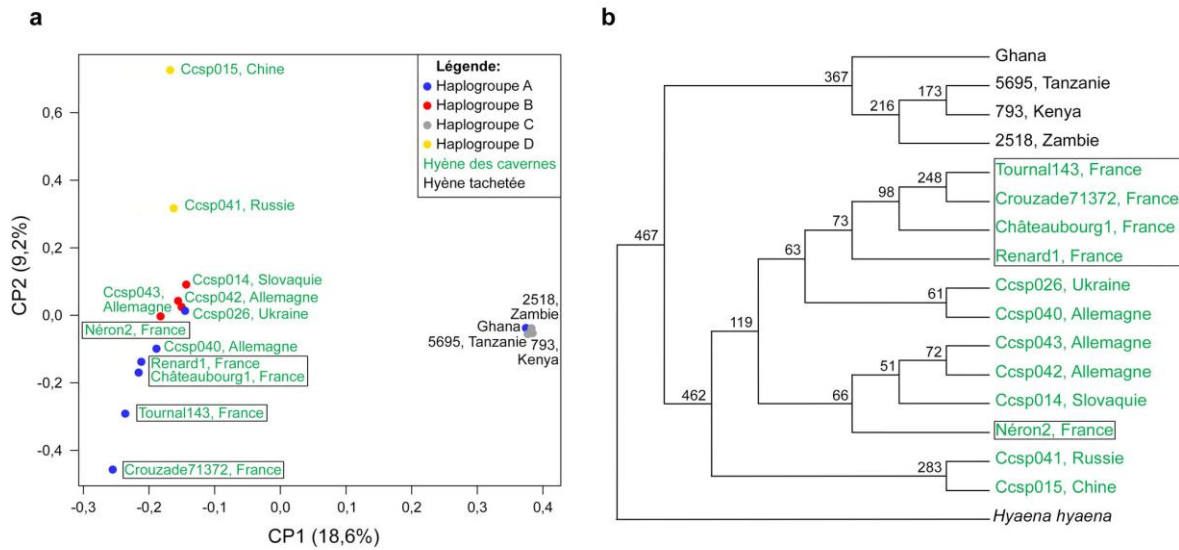 a
Ccsp015, Chine
Légende:
Haplogroupe A
Haplogroupe B
Haplogroupe C
Haplogroupe D
Hyène des cavernes
Hyène tachetée
Ccsp041, Russie
Ccsp014, Slovaquie
Ccsp043,
Allemagne
Ccsp042, Allemagne
Ccsp026, Ukraine
Néron2, France
Ccsp040, Allemagne
Renard1, France
Châteaubourg1, France
Tournal143, France
Crouzade71372, France
2518,
Zambie
Ghana
5695, Tanzanie
793,
Kenya
0,6
0,4
0,2
0,0
-0,2
-0,4
CP2 (9,2%)
-0,3
-0,2
-0,1
0,0
0,1
0,2
0,3
0,4
CP1 (18,6%)
b
Ghana
367
5695, Tanzanie
173
793, Kenya
216
2518, Zambie
Tournal143, France
248
Crouzade71372, France
98
Châteaubourg1, France
73
Renard1, France
467
63
Ccsp026, Ukraine
61
Ccsp040, Allemagne
119
Ccsp043, Allemagne
72
Ccsp042, Allemagne
51
Ccsp014, Slovaquie
66
462
Néron2, France
Ccsp041, Russie
283
Ccsp015, Chine
Hyaena hyaena